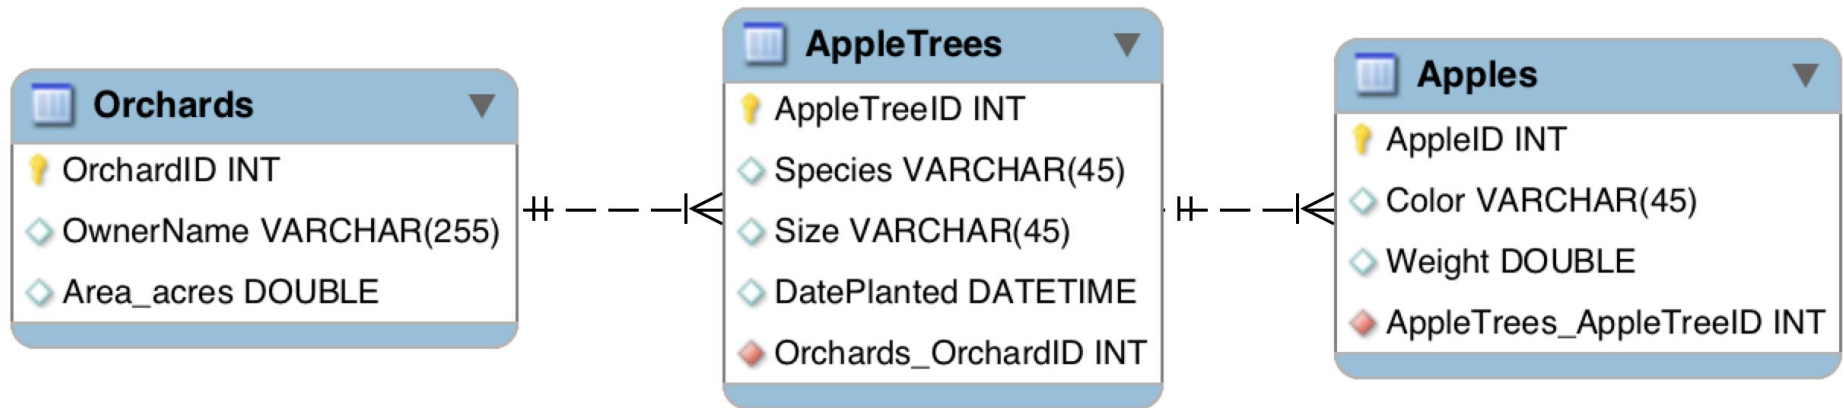 Orchards
OrchardID INT
OwnerName VARCHAR(255)
Area_acres DOUBLE
AppleTrees
AppleTreeID INT
Species VARCHAR(45)
Size VARCHAR(45)
DatePlanted DATETIME
Orchards_OrchardID INT
Apples
AppleID INT
Color VARCHAR(45)
Weight DOUBLE
AppleTrees_AppleTreeID INT